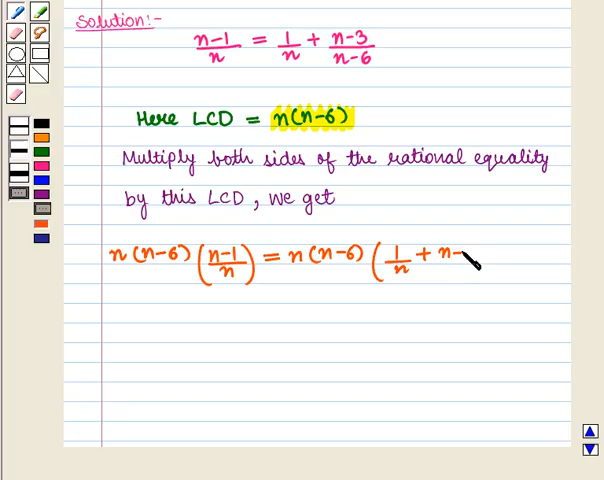 Solution:-
n-1/n = 1/n + n-3/n-6
Here LCD = n(n-6)
Multiply both sides of the rational equality
by this LCD, we get
n(n-6)(n-1/n) = n(n-6)(1/n + n-